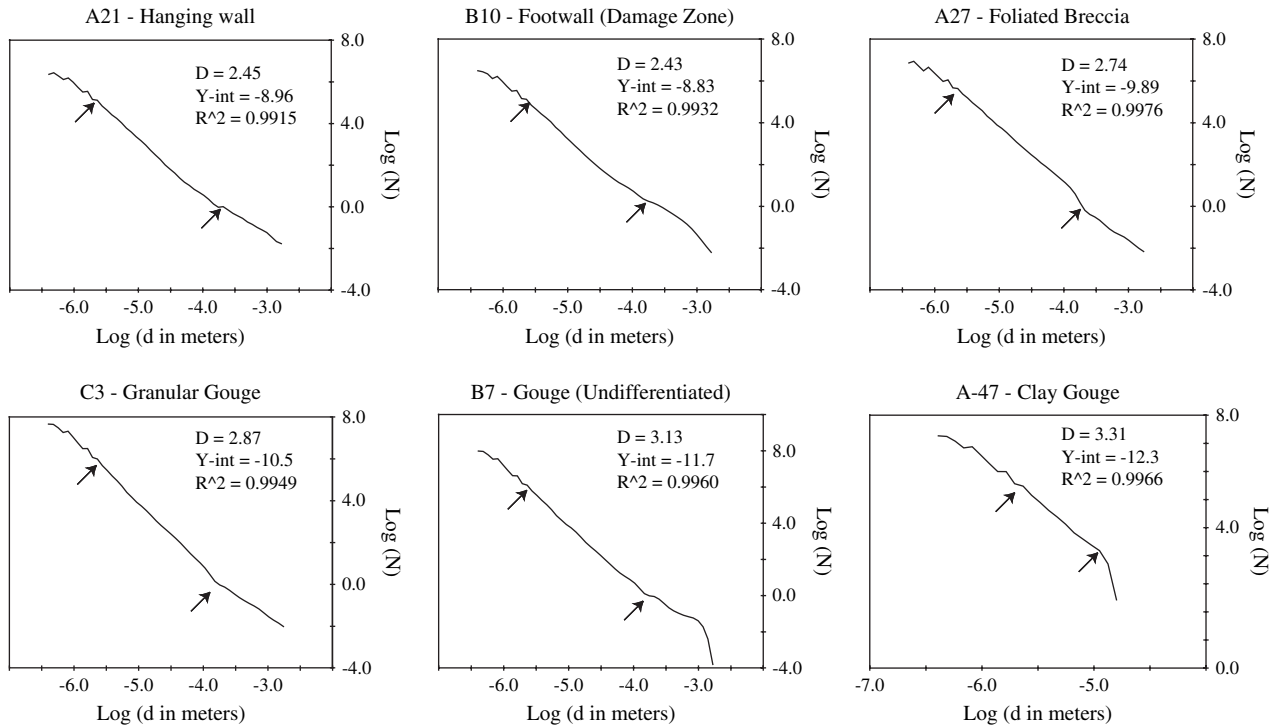 A21 - Hanging wall
D = 2.45
Y-int = -8.96
R^2 = 0.9915
8.0
4.0
0.0
-4.0
Log (N)
-6.0 -5.0 -4.0 -3.0
Log (d in meters)
B10 - Footwall (Damage Zone)
D = 2.43
Y-int = -8.83
R^2 = 0.9932
8.0
4.0
0.0
-4.0
Log (N)
-6.0 -5.0 -4.0 -3.0
Log (d in meters)
A27 - Foliated Breccia
D = 2.74
Y-int = -9.89
R^2 = 0.9976
8.0
4.0
0.0
-4.0
Log (N)
-6.0 -5.0 -4.0 -3.0
Log (d in meters)
C3 - Granular Gouge
D = 2.87
Y-int = -10.5
R^2 = 0.9949
8.0
4.0
0.0
-4.0
Log (N)
-6.0 -5.0 -4.0 -3.0
Log (d in meters)
B7 - Gouge (Undifferentiated)
D = 3.13
Y-int = -11.7
R^2 = 0.9960
8.0
4.0
0.0
-4.0
Log (N)
-6.0 -5.0 -4.0 -3.0
Log (d in meters)
A-47 - Clay Gouge
D = 3.31
Y-int = -12.3
R^2 = 0.9966
8.0
4.0
0.0
Log (N)
-7.0 -6.0 -5.0
Log (d in meters)